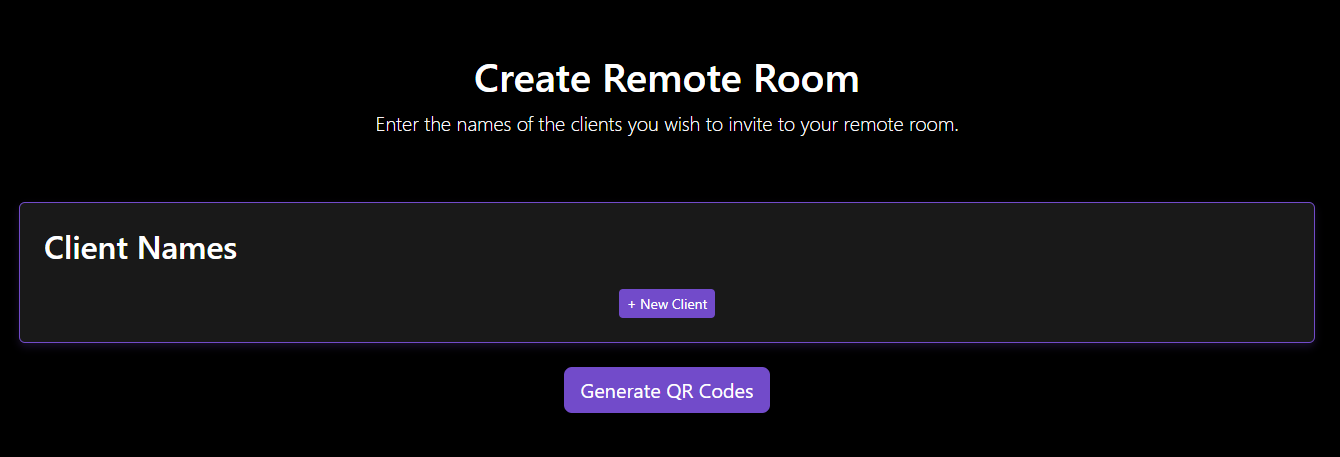 Create Remote Room
Enter the names of the clients you wish to invite to your remote room.
Client Names
+ New Client
Generate QR Codes